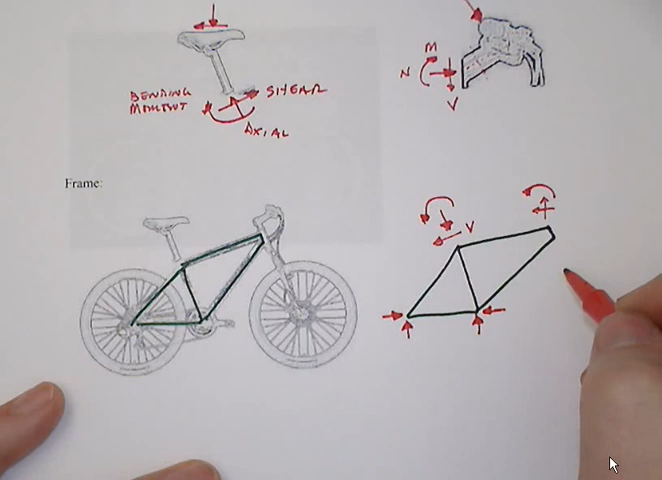 M
N
V
BENDING
MOMENT
SHEAR
AXIAL
Frame:
V